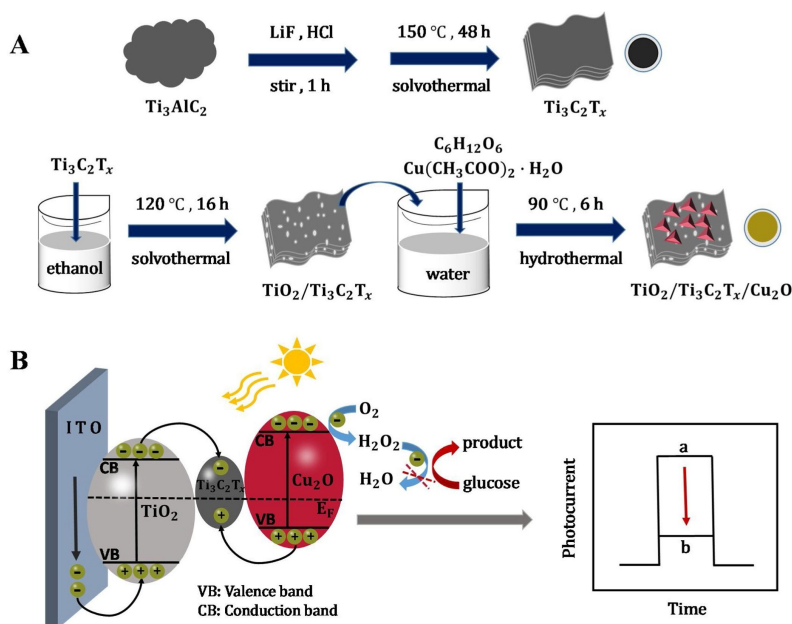 A
LiF , HCl
stir , 1 h
150 °C , 48 h
solvothermal
Ti₃AlC₂
Ti₃C₂Tₓ
Ti₃C₂Tₓ
ethanol
120 °C , 16 h
solvothermal
TiO₂/Ti₃C₂Tₓ
C₆H₁₂O₆
Cu(CH₃COO)₂ · H₂O
water
90 °C , 6 h
hydrothermal
TiO₂/Ti₃C₂Tₓ/Cu₂O
B
I T O
CB
TiO₂
VB
Ti₃C₂Tₓ
CB
Cu₂O
E_F
VB
O₂
H₂O₂
H₂O
product
glucose
VB: Valence band
CB: Conduction band
Photocurrent
a
b
Time